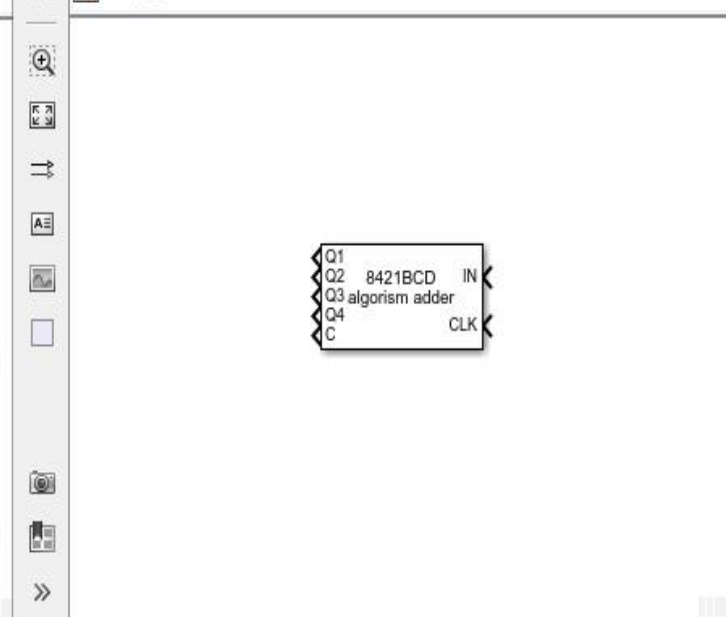 A
Q1
Q2
8421BCD
IN
Q3
algorism adder
Q4
CLK
C